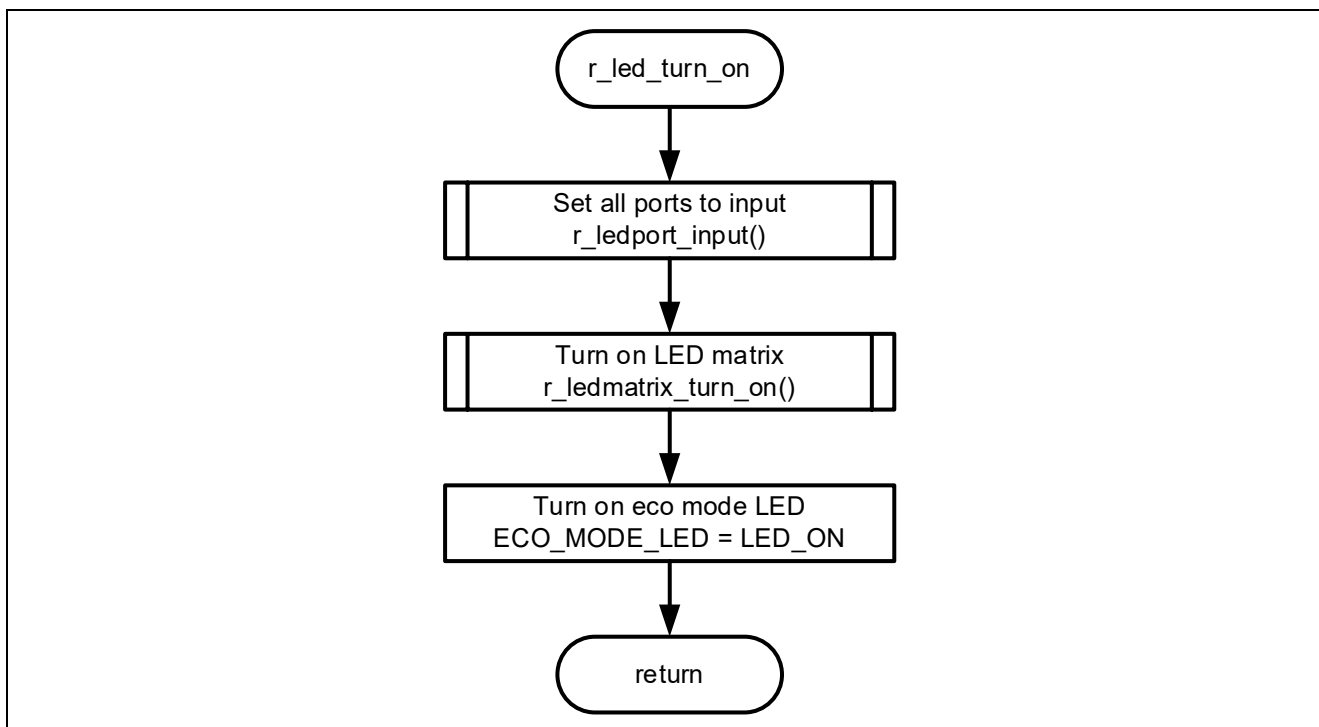 r_led_turn_on
Set all ports to input
r_ledport_input()
Turn on LED matrix
r_ledmatrix_turn_on()
Turn on eco mode LED
ECO_MODE_LED = LED_ON
return